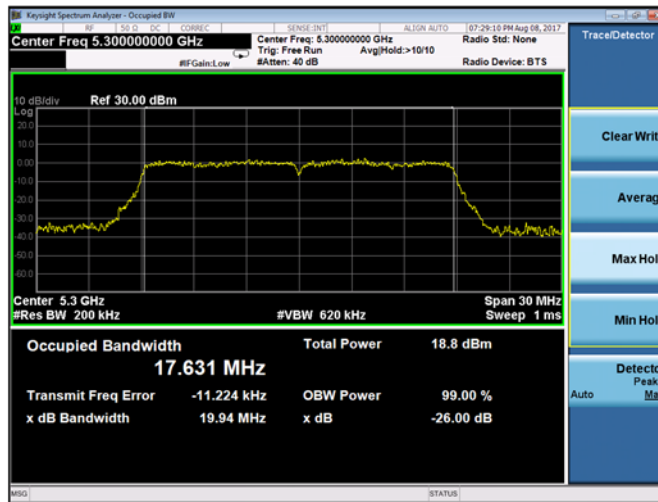 Keysight Spectrum Analyzer - Occupied BW
RF 50 Ω DC CORREC SENSE:INT ALIGN AUTO 07:29:10 PM Aug 08, 2017
Center Freq 5.300000000 GHz
Center Freq: 5.300000000 GHz
Radio Std: None
Trig: Free Run Avg|Hold:>10/10
#IFGain:Low
#Atten: 40 dB
Radio Device: BTS
Trace/Detector
10 dB/div Ref 30.00 dBm
Log
20.0
10.0
0.00
-10.0
-20.0
-30.0
-40.0
-50.0
-60.0
Center 5.3 GHz
Span 30 MHz
#Res BW 200 kHz
#VBW 620 kHz
Sweep 1 ms
Occupied Bandwidth
17.631 MHz
Total Power 18.8 dBm
Transmit Freq Error -11.224 kHz
OBW Power 99.00 %
x dB Bandwidth 19.94 MHz
x dB -26.00 dB
Clear Writ
Averag
Max Hol
Min Hol
Detecto
Peak
Auto Ma
MSG
STATUS